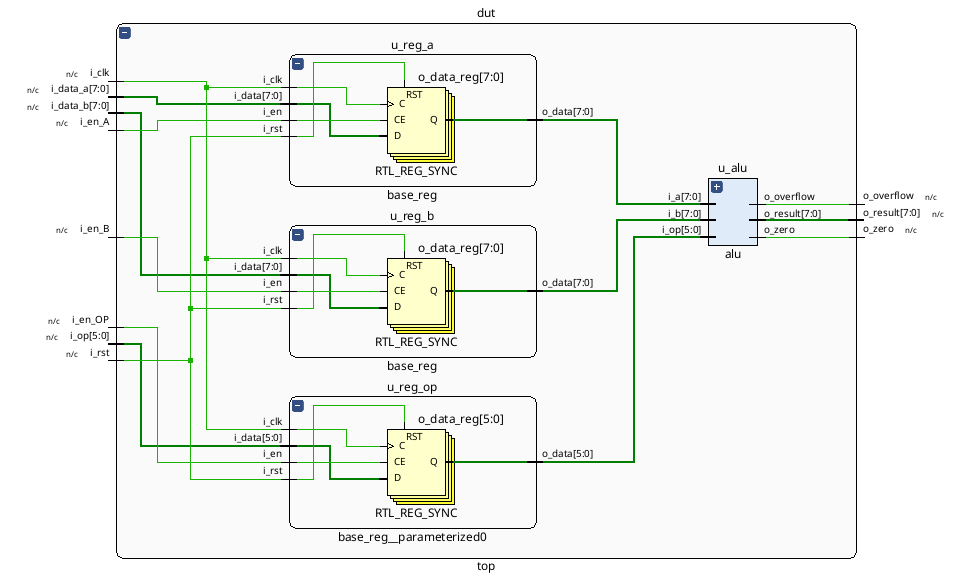 dut
u_reg_a
n/c i_clk
n/c i_data_a[7:0]
n/c i_data_b[7:0]
n/c i_en_A
i_clk
i_data[7:0]
i_en
i_rst
o_data_reg[7:0]
RST
C
CE
D
Q
RTL_REG_SYNC
o_data[7:0]
base_reg
u_reg_b
n/c i_en_B
i_clk
i_data[7:0]
i_en
i_rst
o_data_reg[7:0]
RST
C
CE
D
Q
RTL_REG_SYNC
o_data[7:0]
base_reg
u_alu
i_a[7:0]
i_b[7:0]
i_op[5:0]
o_overflow
o_result[7:0]
o_zero
alu
o_overflow n/c
o_result[7:0] n/c
o_zero n/c
n/c i_en_OP
n/c i_op[5:0]
n/c i_rst
u_reg_op
i_clk
i_data[5:0]
i_en
i_rst
o_data_reg[5:0]
RST
C
CE
D
Q
RTL_REG_SYNC
o_data[5:0]
base_reg__parameterized0
top